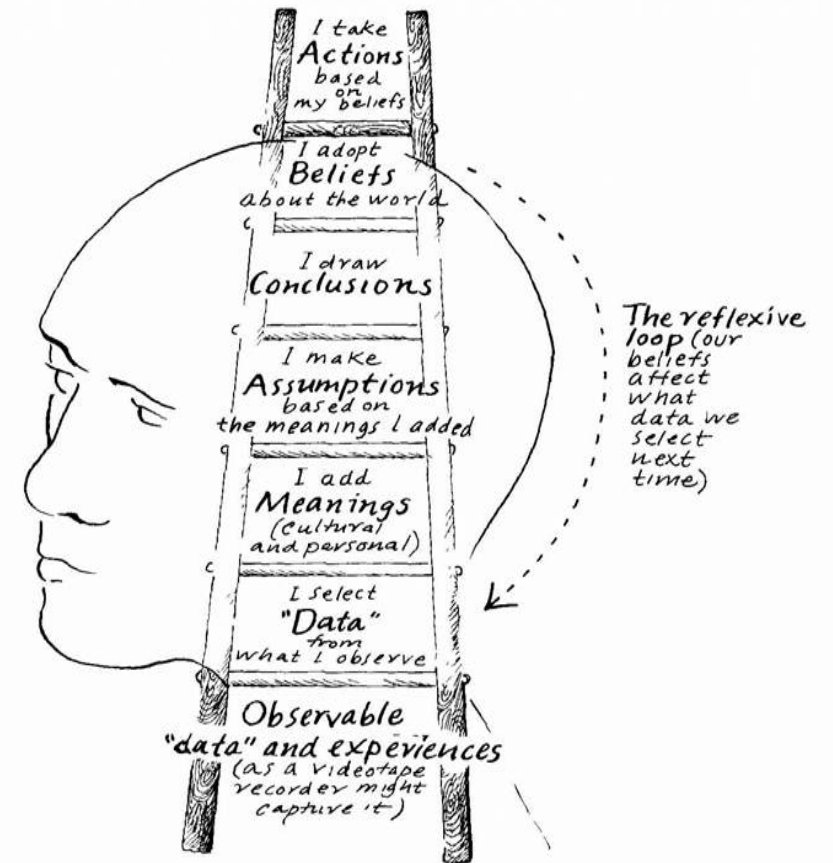 I take
Actions
based
on
my beliefs
I adopt
Beliefs
about the world
I draw
Conclusions
I make
Assumptions
based on
the meanings I added
I add
Meanings
(cultural
and personal)
I select
"Data"
from
what I observe
Observable
"data" and experiences
(as a videotape
recorder might
capture it)
The reflexive
loop (our
beliefs
affect
what
data we
select
next
time)